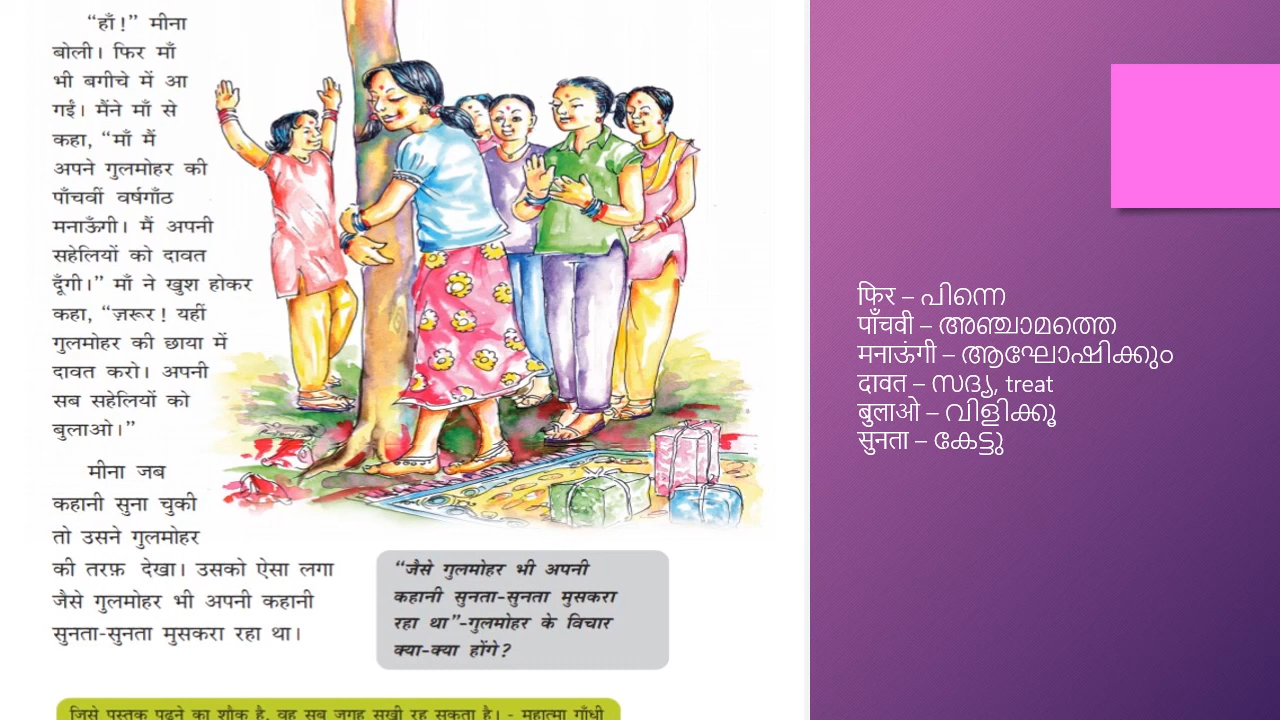 “हाँ!” मीना
बोली। फिर माँ
भी बगीचे में आ
गईं। मैंने माँ से
कहा, “माँ मैं
अपने गुलमोहर की
पाँचवीं वर्षगाँठ
मनाऊँगी। मैं अपनी
सहेलियों को दावत
दूँगी।” माँ ने खुश होकर
कहा, “ज़रूर! यहीं
गुलमोहर की छाया में
दावत करो। अपनी
सब सहेलियों को
बुलाओ।”
मीना जब
कहानी सुना चुकी
तो उसने गुलमोहर
की तरफ़ देखा। उसको ऐसा लगा
जैसे गुलमोहर भी अपनी कहानी
सुनता-सुनता मुसकरा रहा था।
“जैसे गुलमोहर भी अपनी
कहानी सुनता-सुनता मुसकरा
रहा था”-गुलमोहर के विचार
क्या-क्या होंगे?
जिसे पुस्तक पढ़ने का शौक है, वह सब जगह सुखी रह सकता है। - महात्मा गाँधी
फिर – പിന്നെ
पाँचवी – അഞ്ചാമത്തെ
मनाऊंगी – ആഘോഷിക്കും
दावत – സദ്യ, treat
बुलाओ – വിളിക്കൂ
सुनता – കേട്ടു